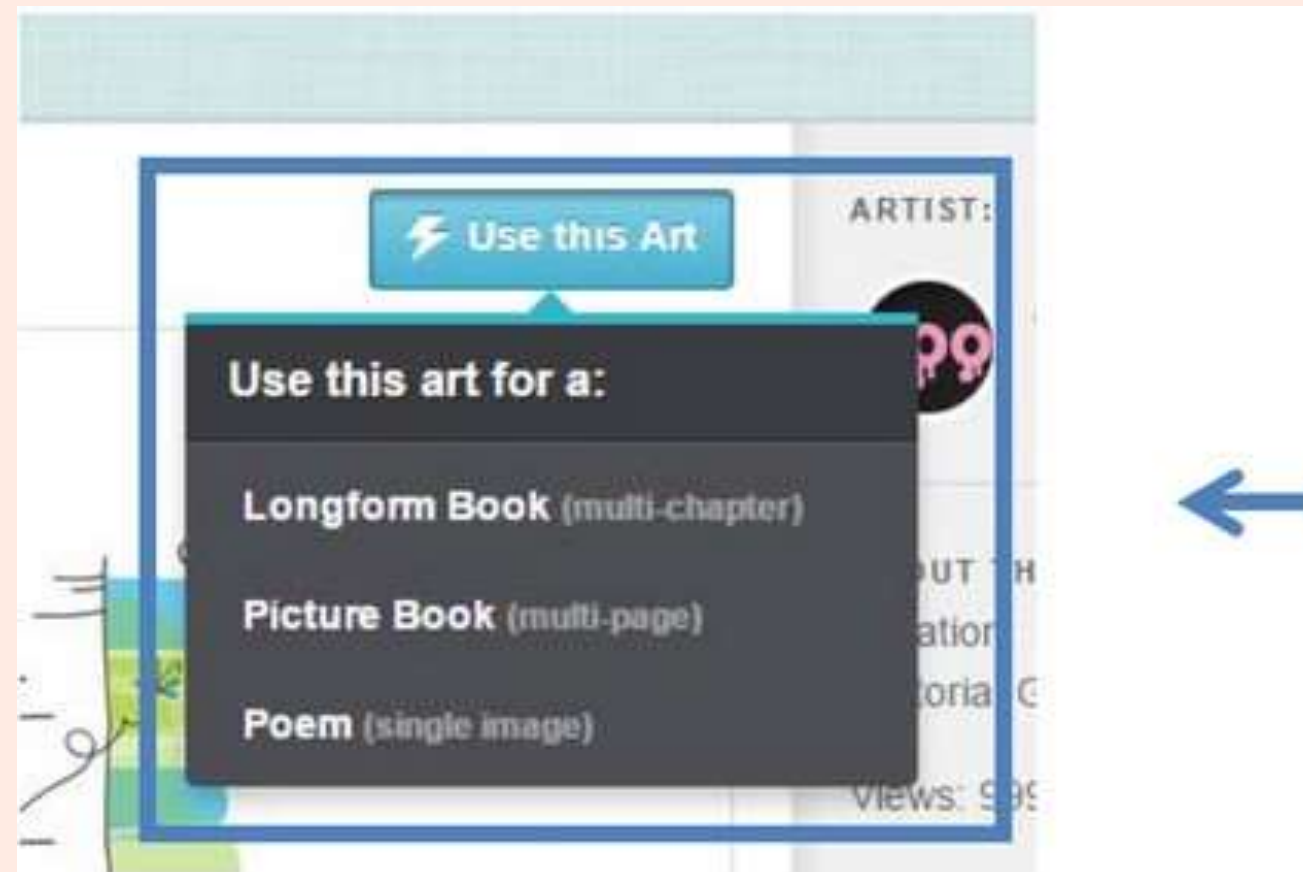 Use this Art
ARTIST:
Use this art for a:
Longform Book (multi-chapter)
Picture Book (multi-page)
Poem (single image)
Views: